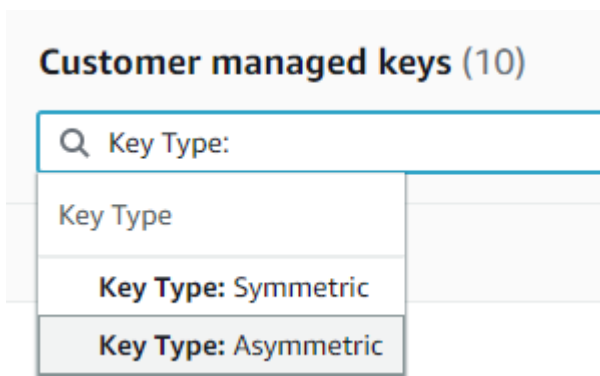 Customer managed keys (10)
Key Type:
Key Type
Key Type: Symmetric
Key Type: Asymmetric